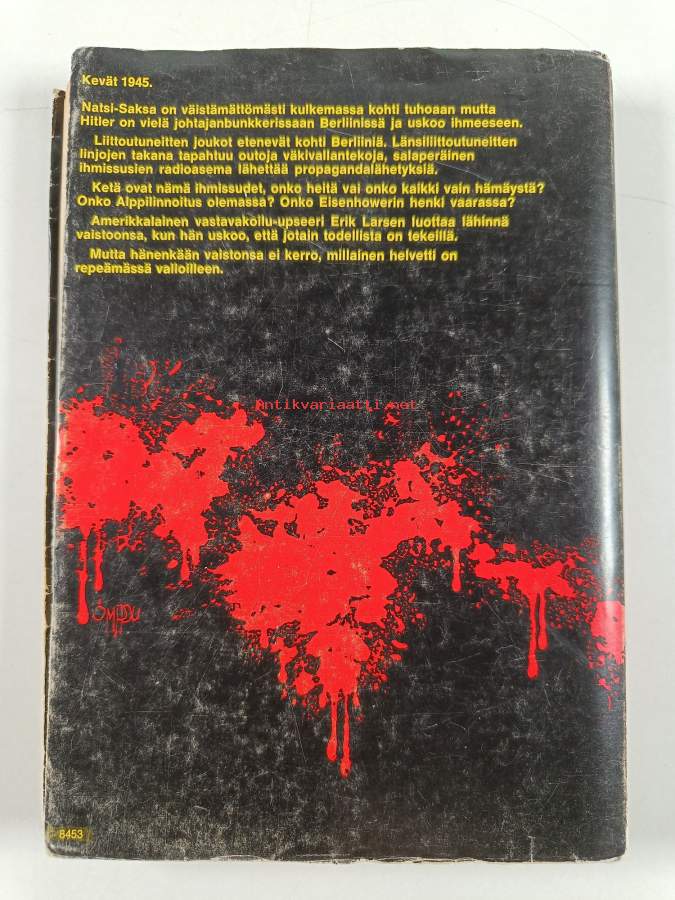 Kevät 1945.
Natsi-Saksa on väistämättömästi kulkemassa kohti tuhoaan mutta
Hitler on vielä johtajanbunkkerissaan Berliinissä ja uskoo ihmeeseen.
Liittoutuneitten joukot etenevät kohti Berliiniä. Länsiliittoutuneitten
linjojen takana tapahtuu outoja väkivallantekoja, salaperäinen
ihmissusien radioasema lähettää propagandalähetyksiä.
Ketä ovat nämä ihmissudet, onko heitä vai onko kaikki vain hämäystä?
Onko Alppilinnoitus olemassa? Onko Eisenhowerin henki vaarassa?
Amerikkalainen vastavakoilu-upseeri Erik Larsen luottaa lähinnä
vaistoonsa, kun hän uskoo, että jotain todellista on tekeillä.
Mutta hänenkään vaistonsa ei kerro, millainen helvetti on
repeämässä valloilleen.
Antikvariaatti.net
8453